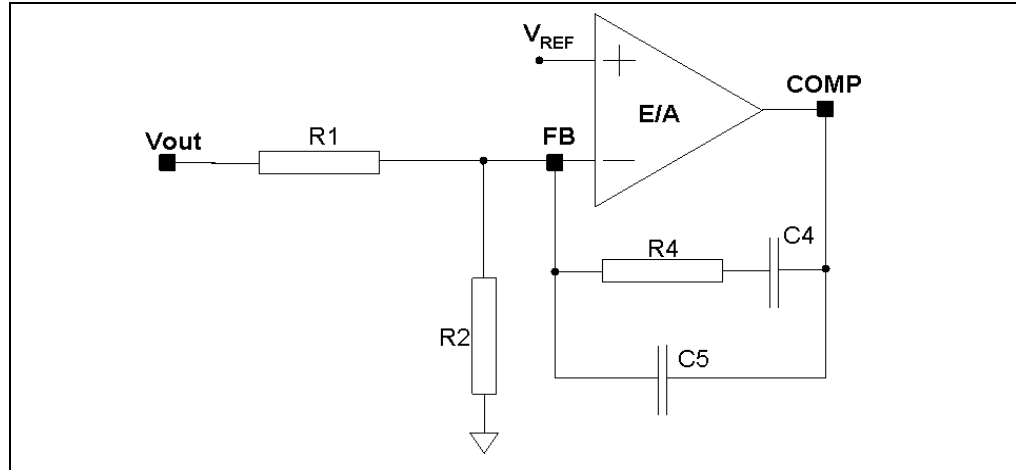 VREF
COMP
E/A
Vout
R1
FB
R4
C4
R2
C5